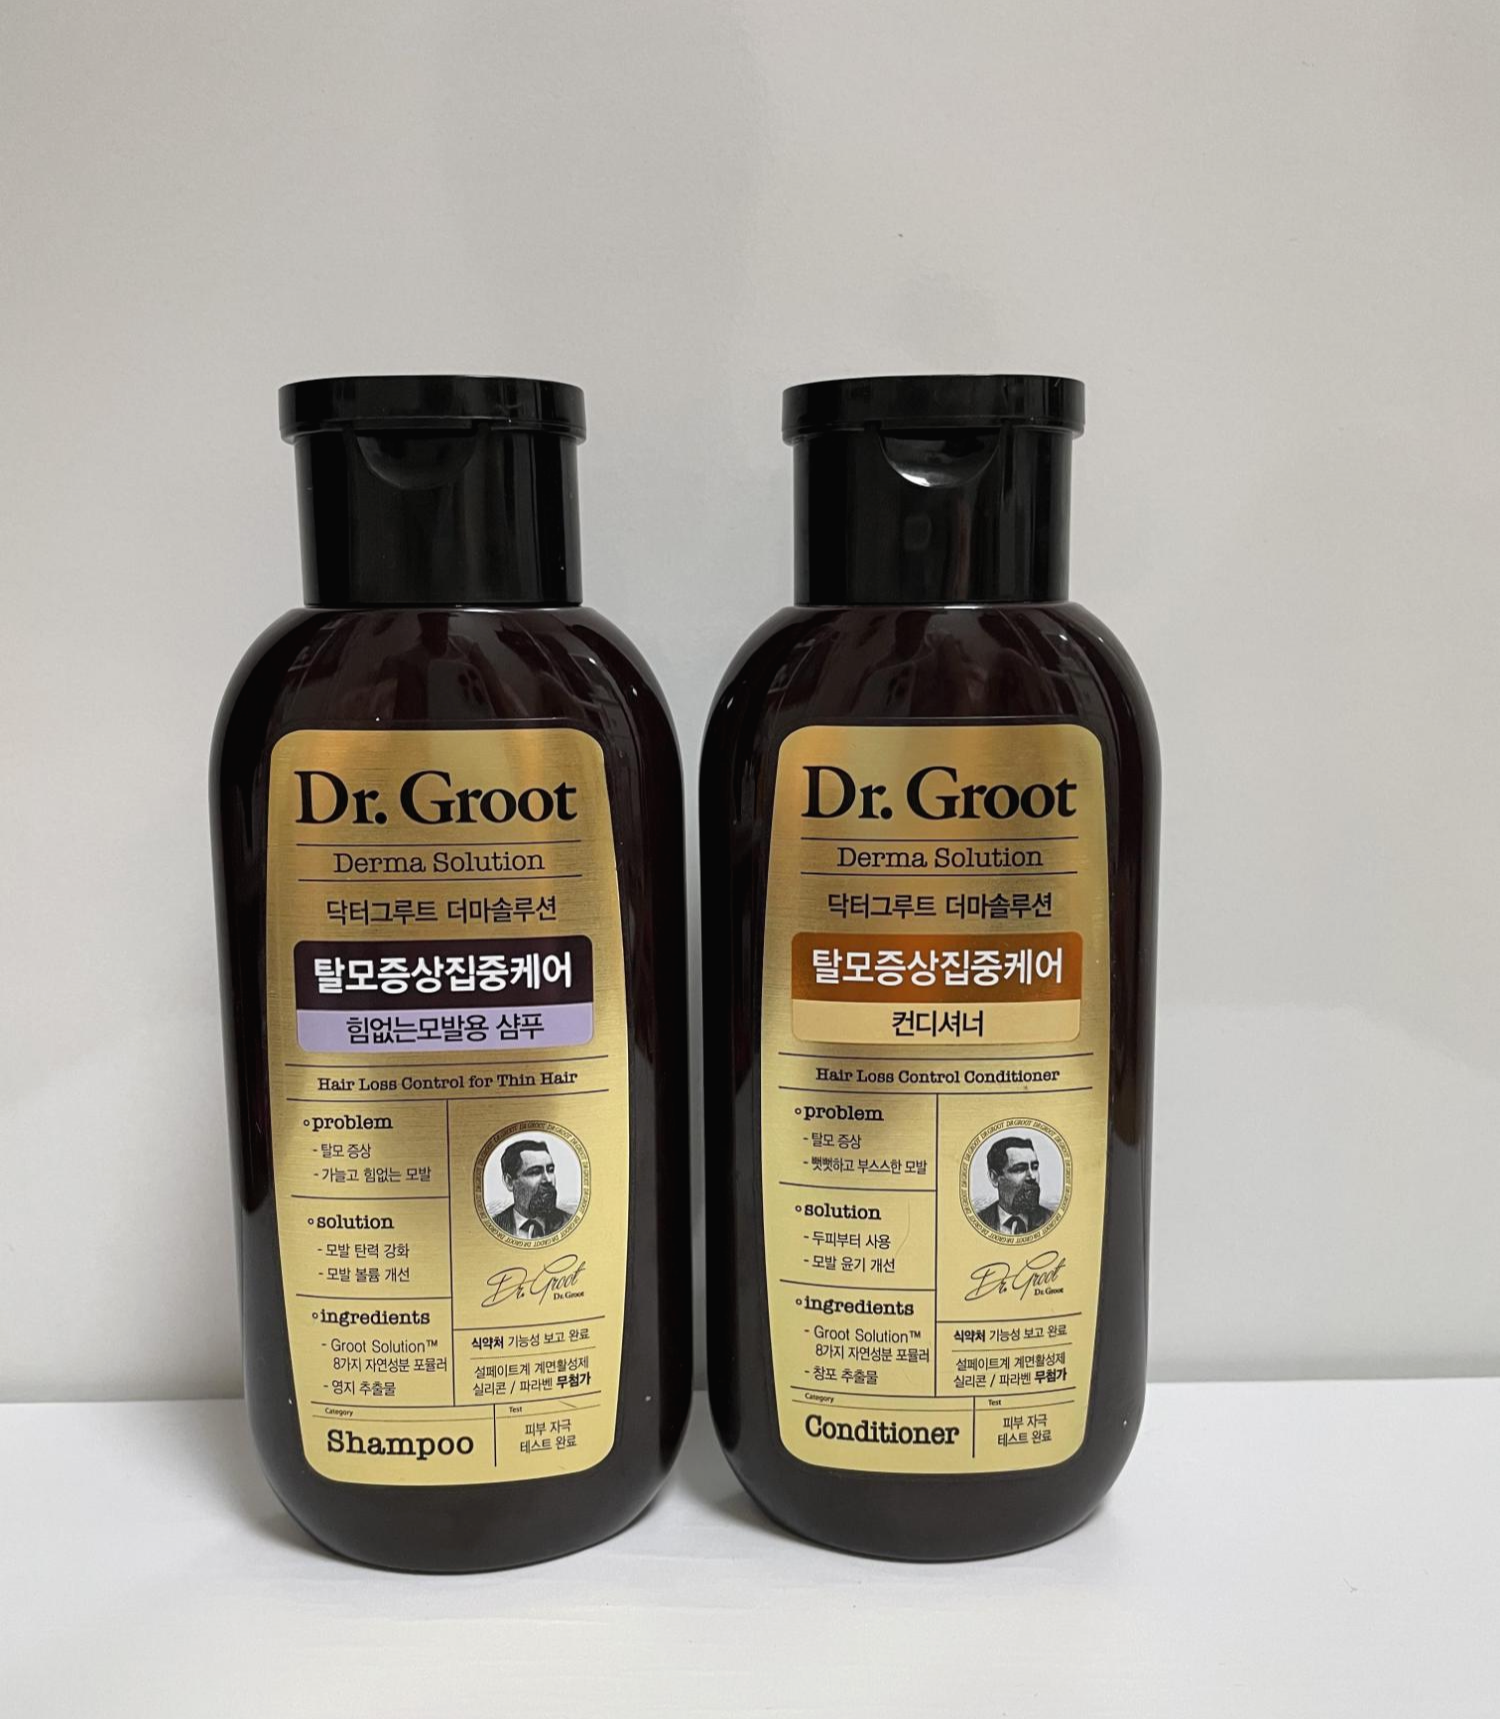 Dr. Groot
Derma Solution
닥터그루트 더마솔루션
탈모증상집중케어
힘없는모발용 샴푸
Hair Loss Control for Thin Hair
problem
- 탈모 증상
- 가늘고 힘없는 모발
solution
- 모발 탄력 강화
- 모발 볼륨 개선
ingredients
- Groot Solution™
8가지 자연성분 포뮬러
- 영지 추출물
Dr. Groot
Dr. Groot
식약처 기능성 보고 완료
설페이트계 계면활성제
실리콘 / 파라벤 무첨가
Category
Shampoo
Test
피부 자극
테스트 완료
Dr. Groot
Derma Solution
닥터그루트 더마솔루션
탈모증상집중케어
컨디셔너
Hair Loss Control Conditioner
problem
- 탈모 증상
- 뻣뻣하고 부스스한 모발
solution
- 두피부터 사용
- 모발 윤기 개선
ingredients
- Groot Solution™
8가지 자연성분 포뮬러
- 창포 추출물
Dr. Groot
Dr. Groot
식약처 기능성 보고 완료
설페이트계 계면활성제
실리콘 / 파라벤 무첨가
Category
Conditioner
Test
피부 자극
테스트 완료